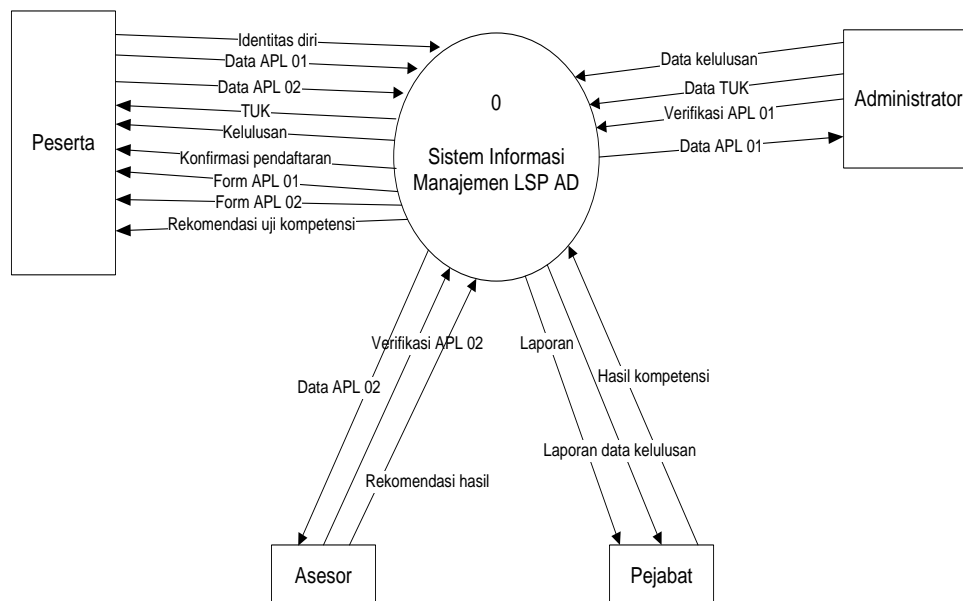 Identitas diri
Data APL 01
Data APL 02
TUK
Kelulusan
Konfirmasi pendaftaran
Form APL 01
Form APL 02
Rekomendasi uji kompetensi
Peserta
0
Sistem Informasi
Manajemen LSP AD
Data kelulusan
Data TUK
Verifikasi APL 01
Data APL 01
Administrator
Verifikasi APL 02
Data APL 02
Rekomendasi hasil
Laporan
Hasil kompetensi
Laporan data kelulusan
Asesor
Pejabat